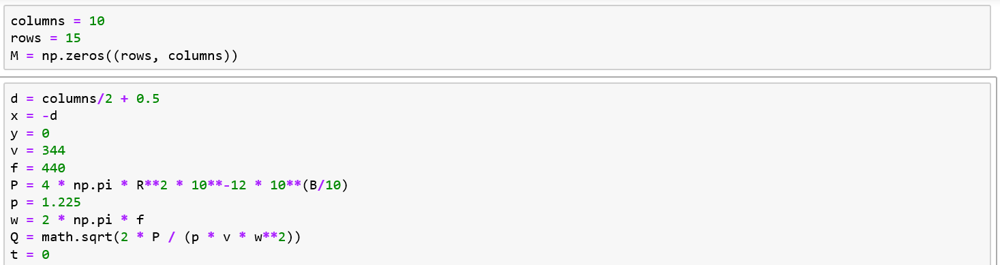 columns = 10
rows = 15
M = np.zeros((rows, columns))
d = columns/2 + 0.5
x = -d
y = 0
v = 344
f = 440
P = 4 * np.pi * R**2 * 10**-12 * 10**(B/10)
p = 1.225
w = 2 * np.pi * f
Q = math.sqrt(2 * P / (p * v * w**2))
t = 0